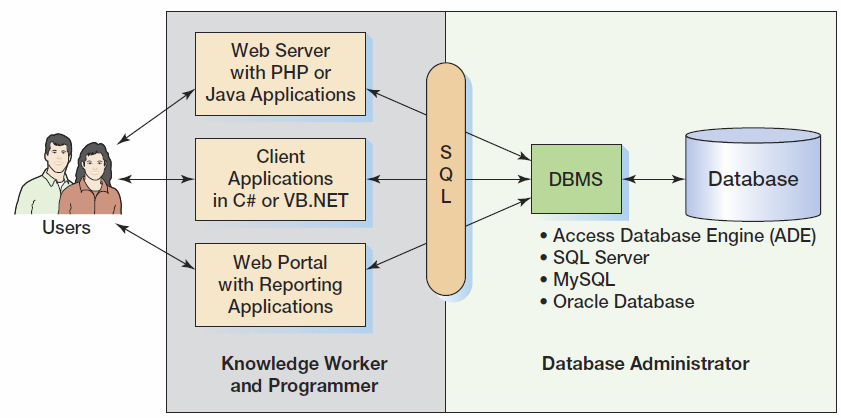 Web Server
with PHP or
Java Applications
Client
Applications
in C# or VB.NET
Web Portal
with Reporting
Applications
Users
S
Q
L
DBMS
Database
• Access Database Engine (ADE)
• SQL Server
• MySQL
• Oracle Database
Knowledge Worker
and Programmer
Database Administrator